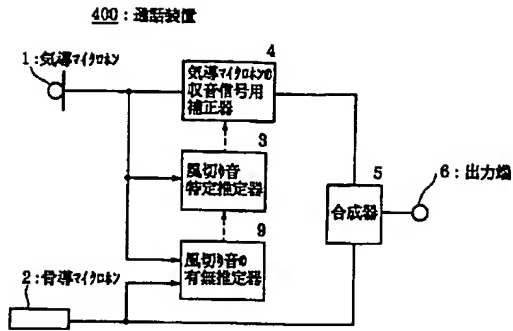 400：通話装置
1：気導マイクロホン
4
気導マイクロホンの
収音信号用
補正器
3
風切り音
特定推定器
9
風切り音の
有無推定器
5
合成器
6：出力端
2：骨導マイクロホン